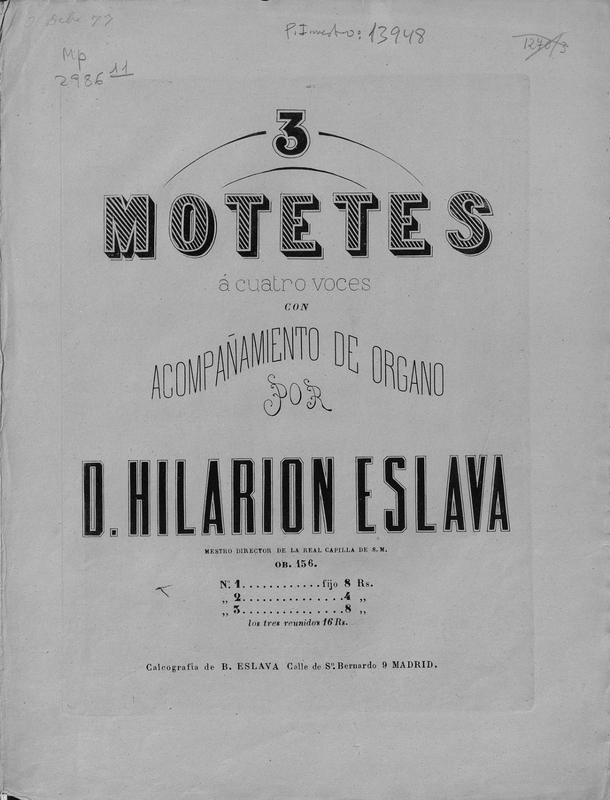 13948
Mp
2986 11
3
MOTETES
á cuatro voces
CON
ACOMPAÑAMIENTO DE ORGANO
POR
D. HILARION ESLAVA
MESTRO DIRECTOR DE LA REAL CAPILLA DE S.M.
OB. 156.
Nº. 1............fijo 8 Rs.
„ 2...............4 „
„ 3...............8 „
los tres reunidos 16 Rs.
Calcografía de B. ESLAVA Calle de Sn. Bernardo 9 MADRID.